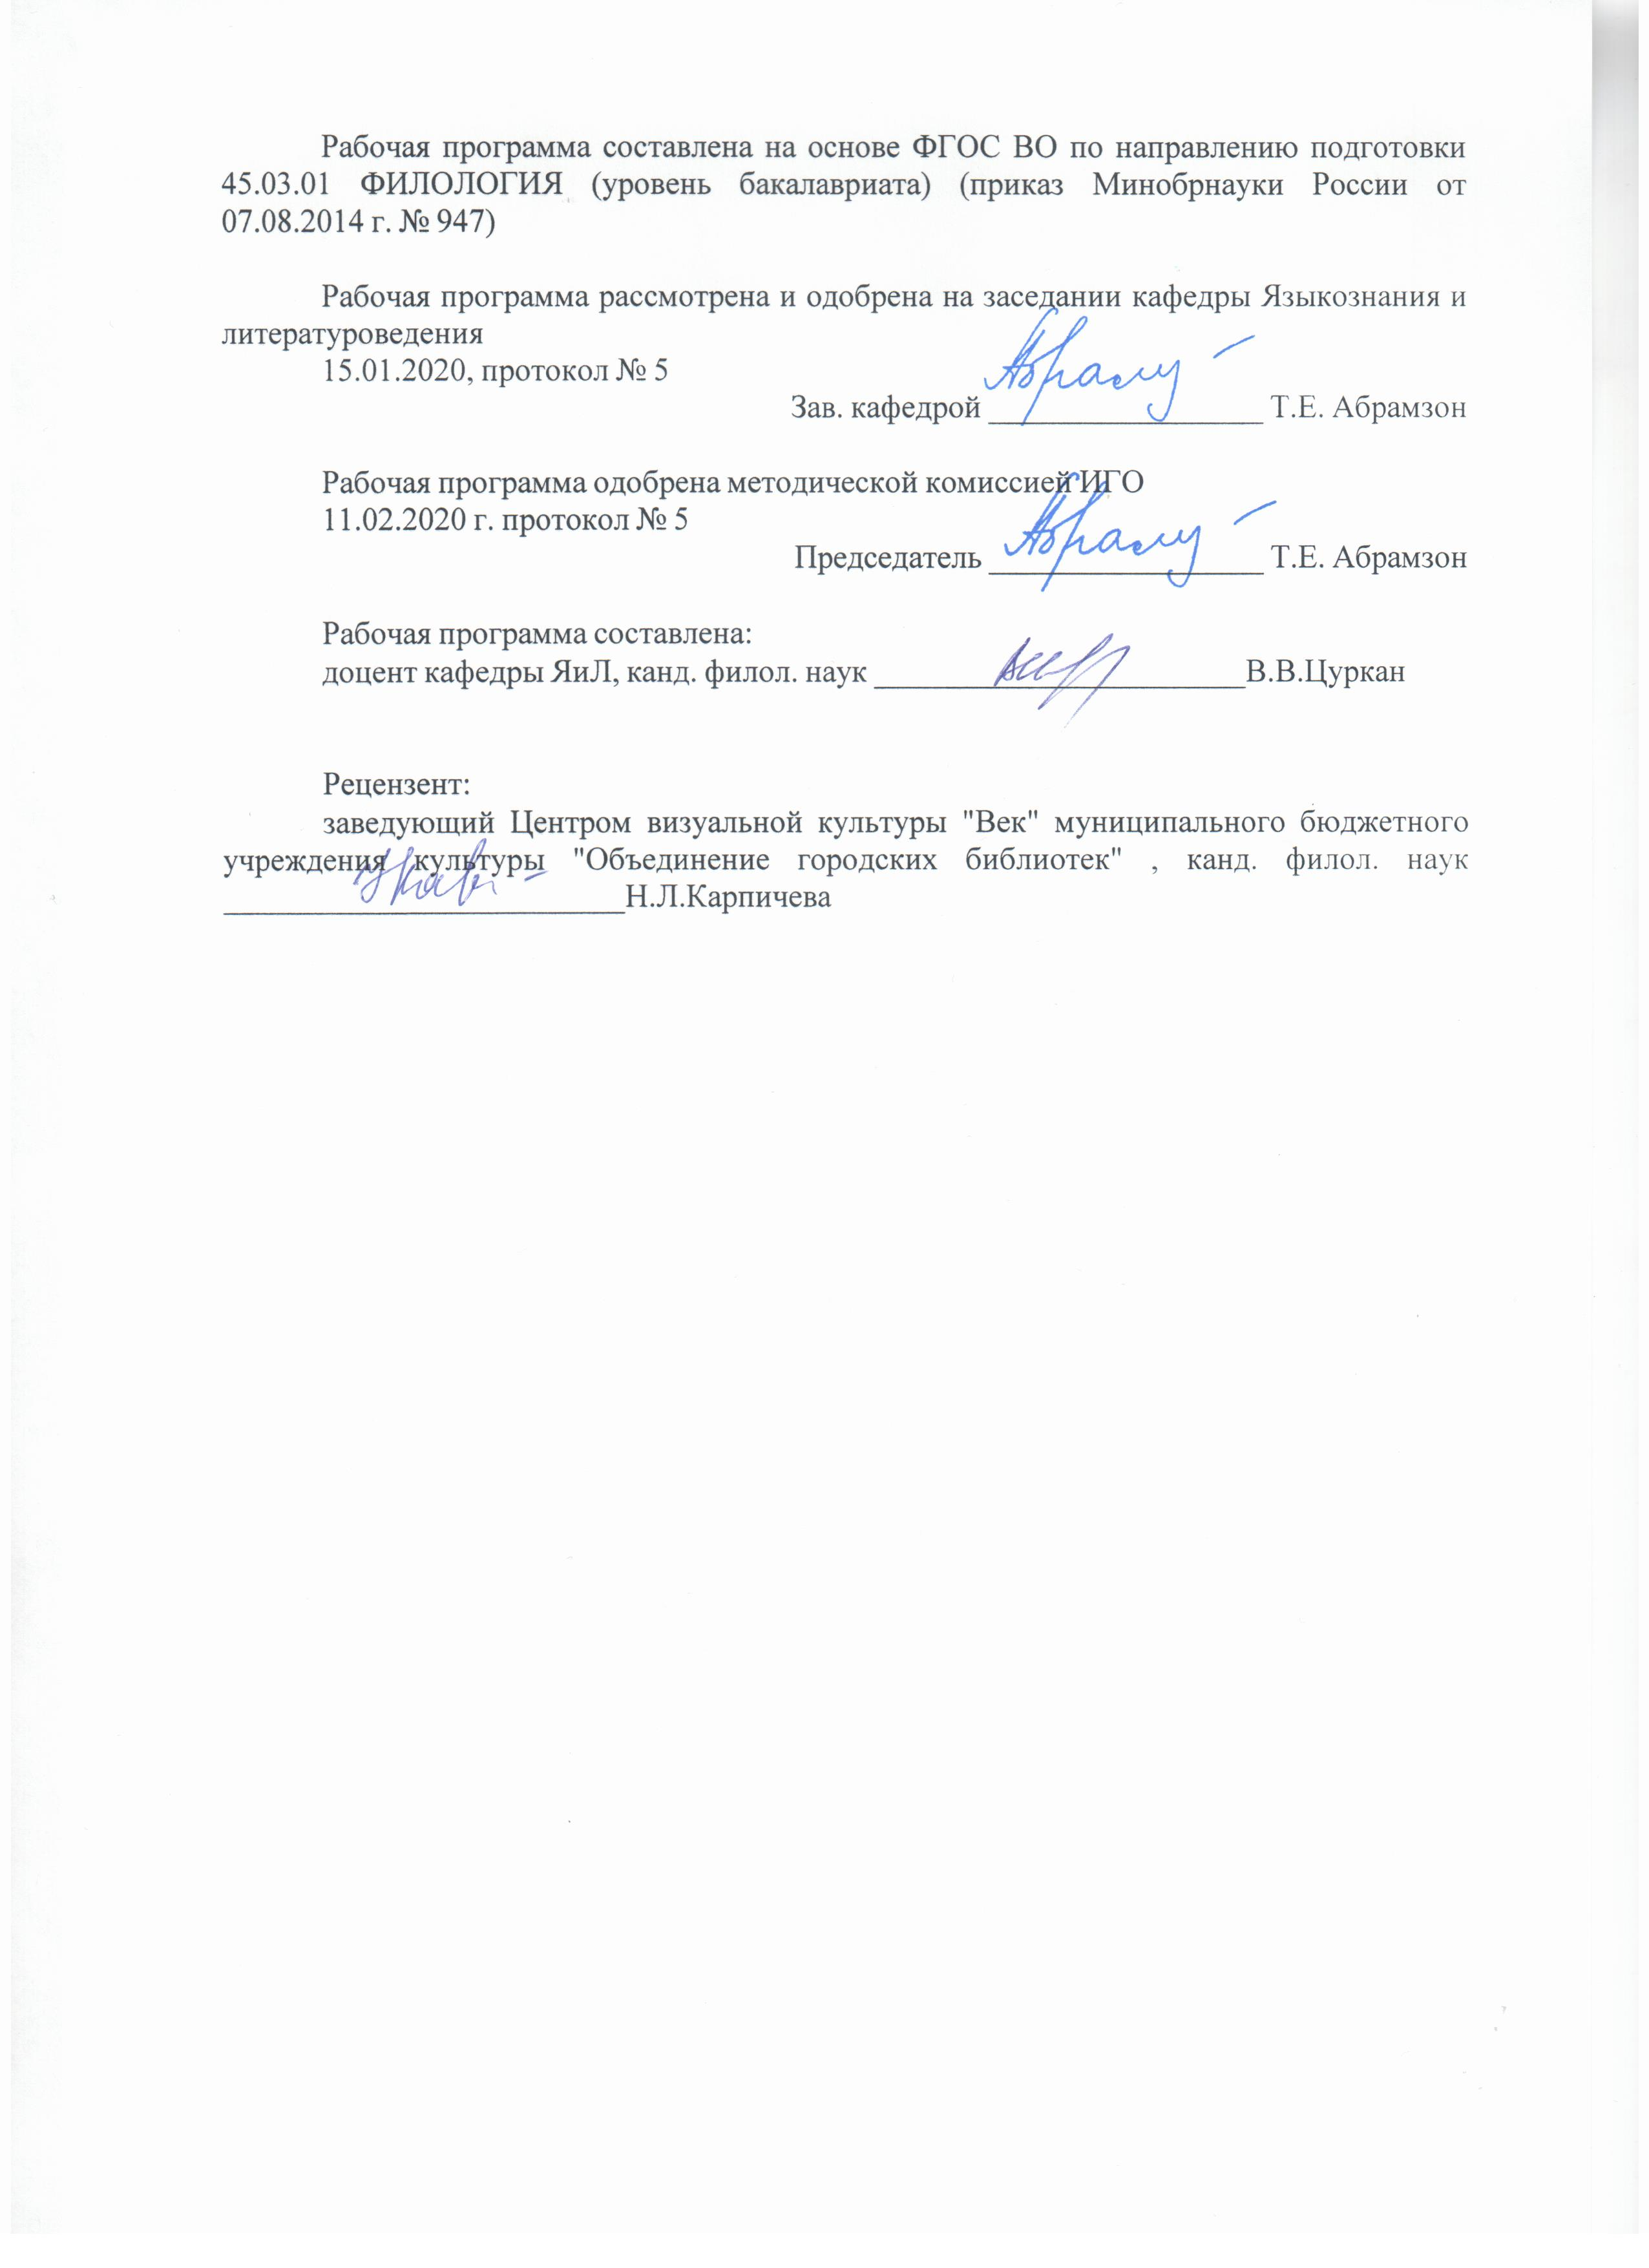 Рабочая программа составлена на основе ФГОС ВО по направлению подготовки
45.03.01 ФИЛОЛОГИЯ (уровень бакалавриата) (приказ Минобрнауки России от
07.08.2014 г. № 947)
Рабочая программа рассмотрена и одобрена на заседании кафедры Языкознания и
литературоведения
15.01.2020, протокол № 5
Зав. кафедрой ___________________ Т.Е. Абрамзон
Рабочая программа одобрена методической комиссией ИГО
11.02.2020 г. протокол № 5
Председатель ___________________ Т.Е. Абрамзон
Рабочая программа составлена:
доцент кафедры ЯиЛ, канд. филол. наук _________________________В.В.Цуркан
Рецензент:
заведующий Центром визуальной культуры "Век" муниципального бюджетного
учреждения культуры "Объединение городских библиотек" , канд. филол. наук
___________________________Н.Л.Карпичева